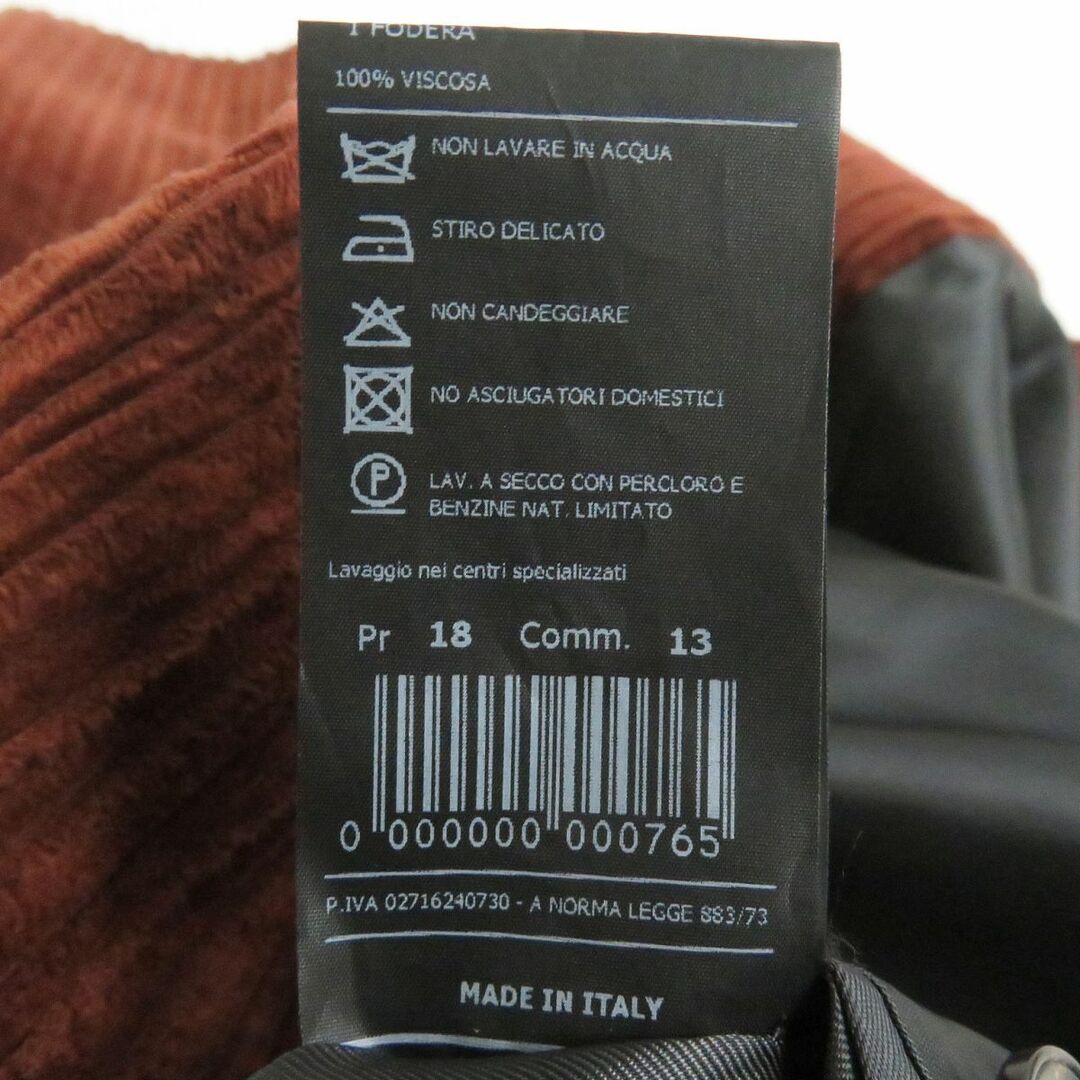 1 FODERA
100% VISCOSA
NON LAVARE IN ACQUA
STIRO DELICATO
NON CANDEGGIARE
NO ASCIUGATORI DOMESTICI
P
LAV. A SECCO CON PERCLORO E
BENZINE NAT. LIMITATO
Lavaggio nei centri specializzati
Pr 18 Comm. 13
0 000000 000765
P.IVA 02716240730 - A NORMA LEGGE 883/73
MADE IN ITALY